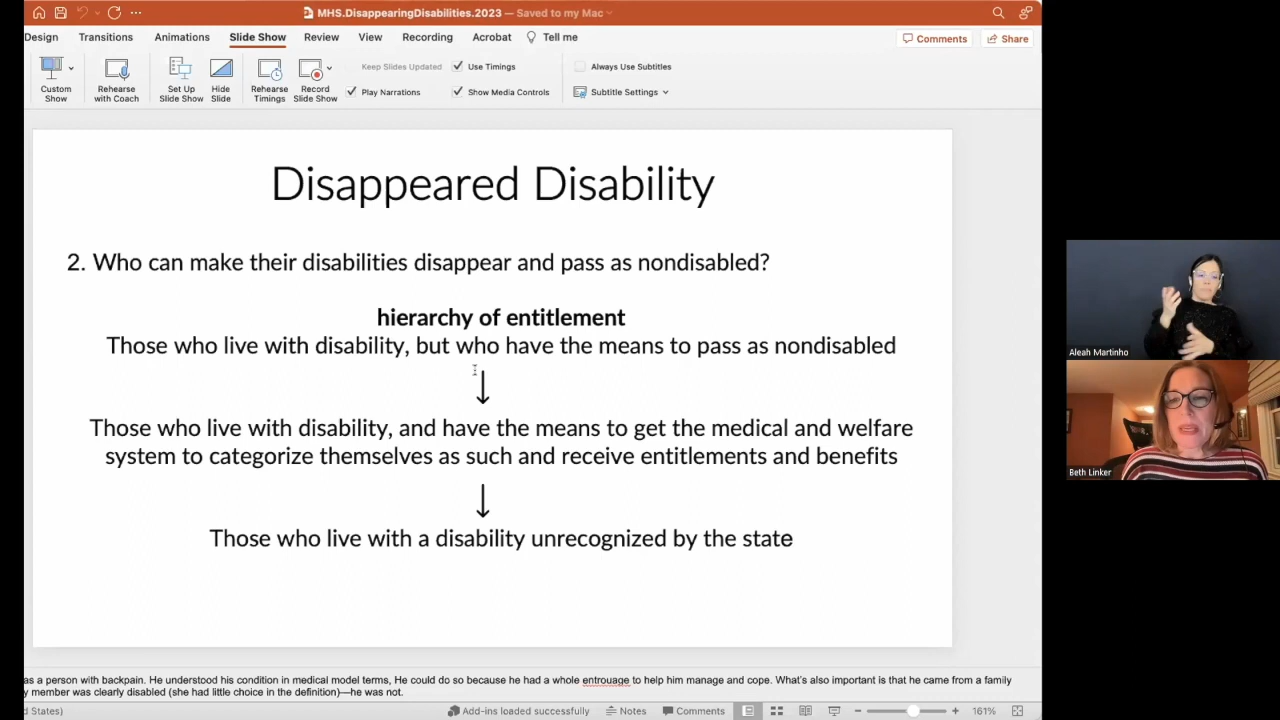 MHS.DisappearingDisabilities.2023 — Saved to my Mac
Design Transitions Animations Slide Show Review View Recording Acrobat Tell me Comments Share
Custom Show
Rehearse with Coach
Set Up Slide Show
Hide Slide
Rehearse Timings
Record Slide Show
Keep Slides Updated
Use Timings
Play Narrations
Show Media Controls
Always Use Subtitles
Subtitle Settings
Disappeared Disability
2. Who can make their disabilities disappear and pass as nondisabled?
hierarchy of entitlement
Those who live with disability, but who have the means to pass as nondisabled
Those who live with disability, and have the means to get the medical and welfare
system to categorize themselves as such and receive entitlements and benefits
Those who live with a disability unrecognized by the state
Aleah Martinho
Beth Linker
as a person with backpain. He understood his condition in medical model terms, He could do so because he had a whole entrouage to help him manage and cope. What's also important is that he came from a family
y member was clearly disabled (she had little choice in the definition)—he was not.
d States) Add-ins loaded successfully Notes Comments 161%